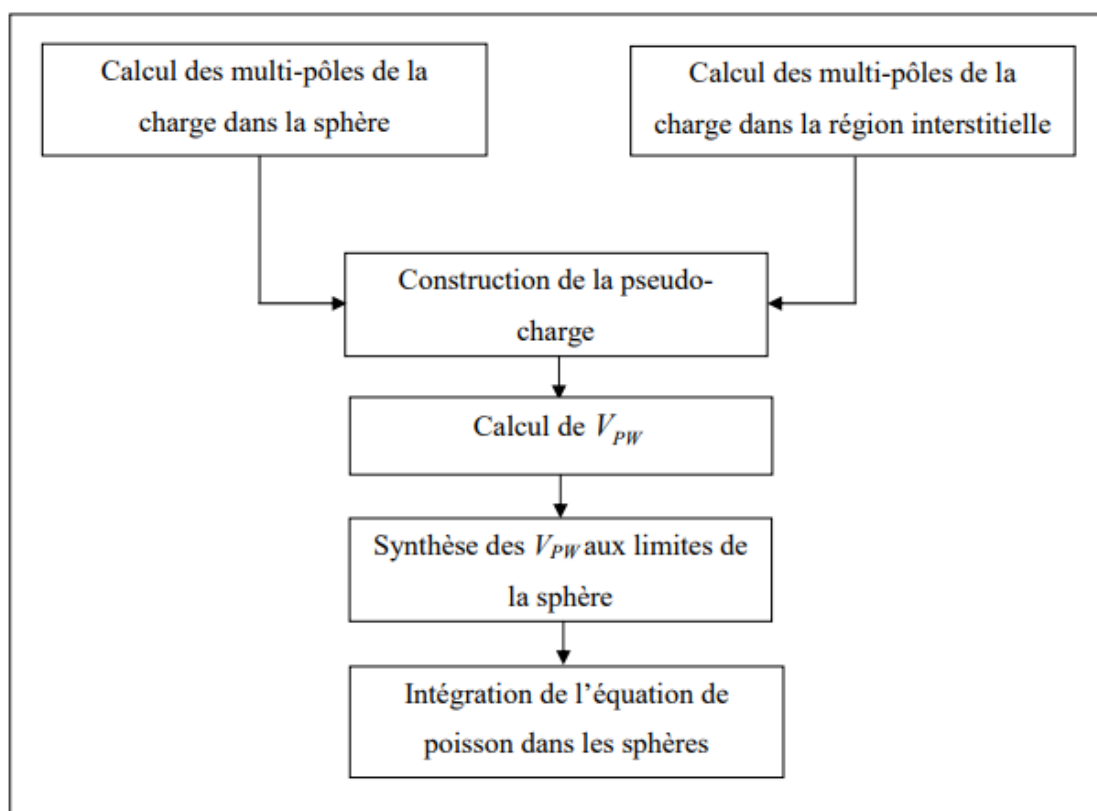 Calcul des multi-pôles de la
charge dans la sphère
Calcul des multi-pôles de la
charge dans la région interstitielle
Construction de la pseudo-
charge
Calcul de V_PW
Synthèse des V_PW aux limites de
la sphère
Intégration de l'équation de
poisson dans les sphères